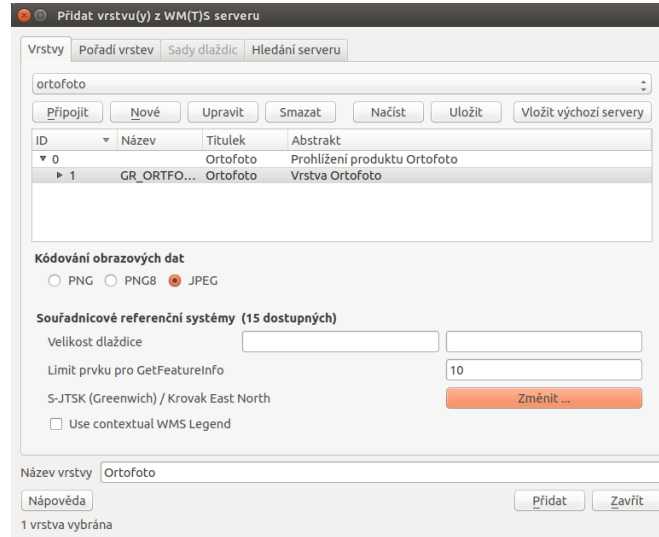 Přidat vrstvu(y) z WM(T)S serveru
Vrstvy Pořadí vrstev Sady dlaždic Hledání serveru
ortofoto
Připojit Nové Upravit Smazat Načíst Uložit Vložit výchozí servery
ID Název Titulek Abstrakt
0 Ortofoto Prohlížení produktu Ortofoto
1 GR_ORTFO... Ortofoto Vrstva Ortofoto
Kódování obrazových dat
PNG PNG8 JPEG
Souřadnicové referenční systémy (15 dostupných)
Velikost dlaždice
Limit prvku pro GetFeatureInfo 10
S-JTSK (Greenwich) / Krovak East North Změnit ...
Use contextual WMS Legend
Název vrstvy Ortofoto
Nápověda Přidat Zavřít
1 vrstva vybrána